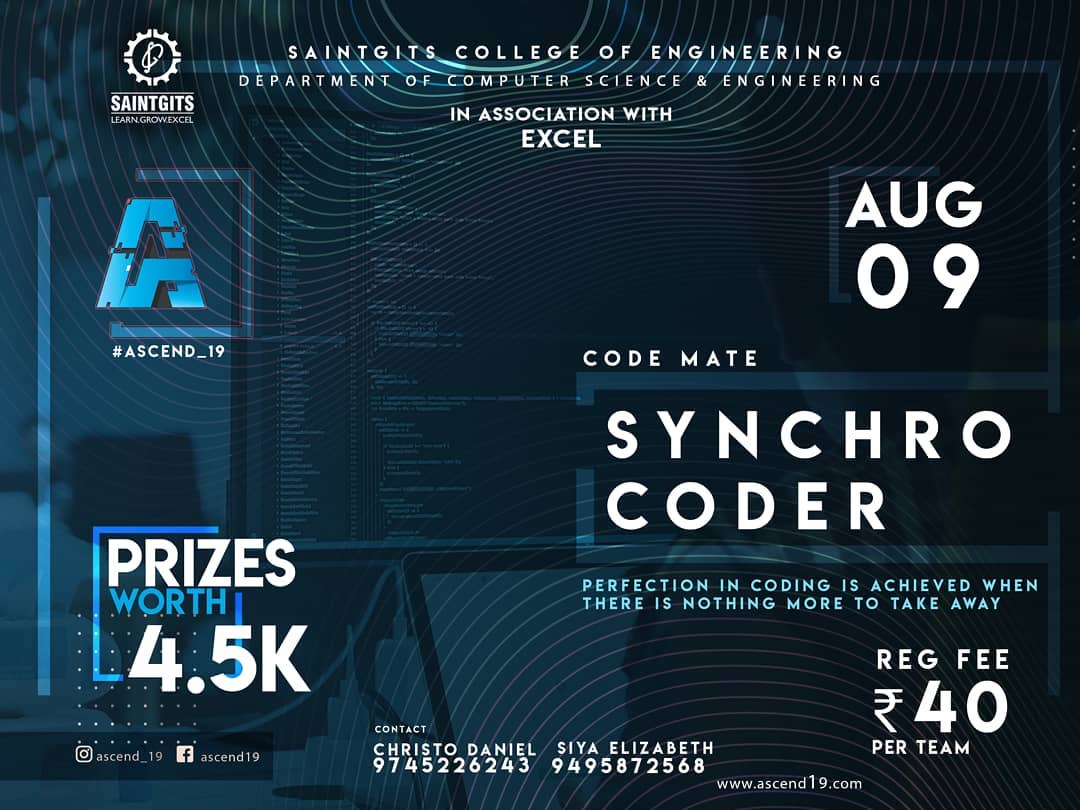 SAINTGITS
LEARN.GROW.EXCEL
SAINTGITS COLLEGE OF ENGINEERING
DEPARTMENT OF COMPUTER SCIENCE & ENGINEERING
IN ASSOCIATION WITH
EXCEL
A
#ASCEND_19
AUG
09
CODE MATE
SYNCHRO
CODER
PERFECTION IN CODING IS ACHIEVED WHEN
THERE IS NOTHING MORE TO TAKE AWAY
PRIZES
WORTH
4.5K
REG FEE
₹40
PER TEAM
ascend_19 ascend19
CONTACT
CHRISTO DANIEL
9745226243
SIYA ELIZABETH
9495872568
www.ascend19.com